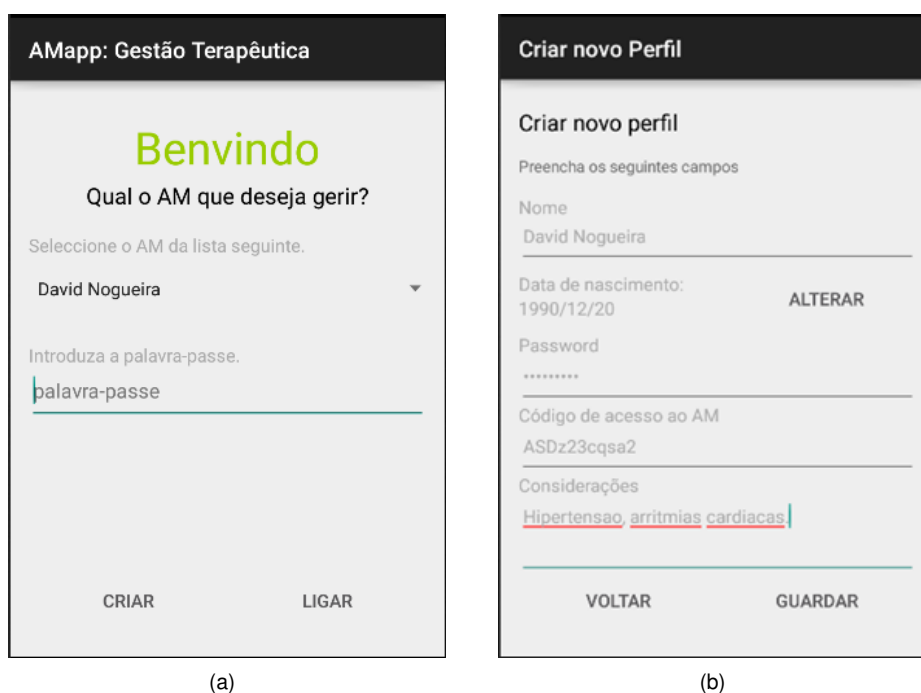 AMapp: Gestão Terapêutica
Benvindo
Qual o AM que deseja gerir?
Seleccione o AM da lista seguinte.
David Nogueira
Introduza a palavra-passe.
palavra-passe
CRIAR
LIGAR
(a)
Criar novo Perfil
Criar novo perfil
Preencha os seguintes campos
Nome
David Nogueira
Data de nascimento:
1990/12/20
ALTERAR
Password
·········
Código de acesso ao AM
ASDz23cqsa2
Considerações
Hipertensao, arritmias cardiacas.
VOLTAR
GUARDAR
(b)